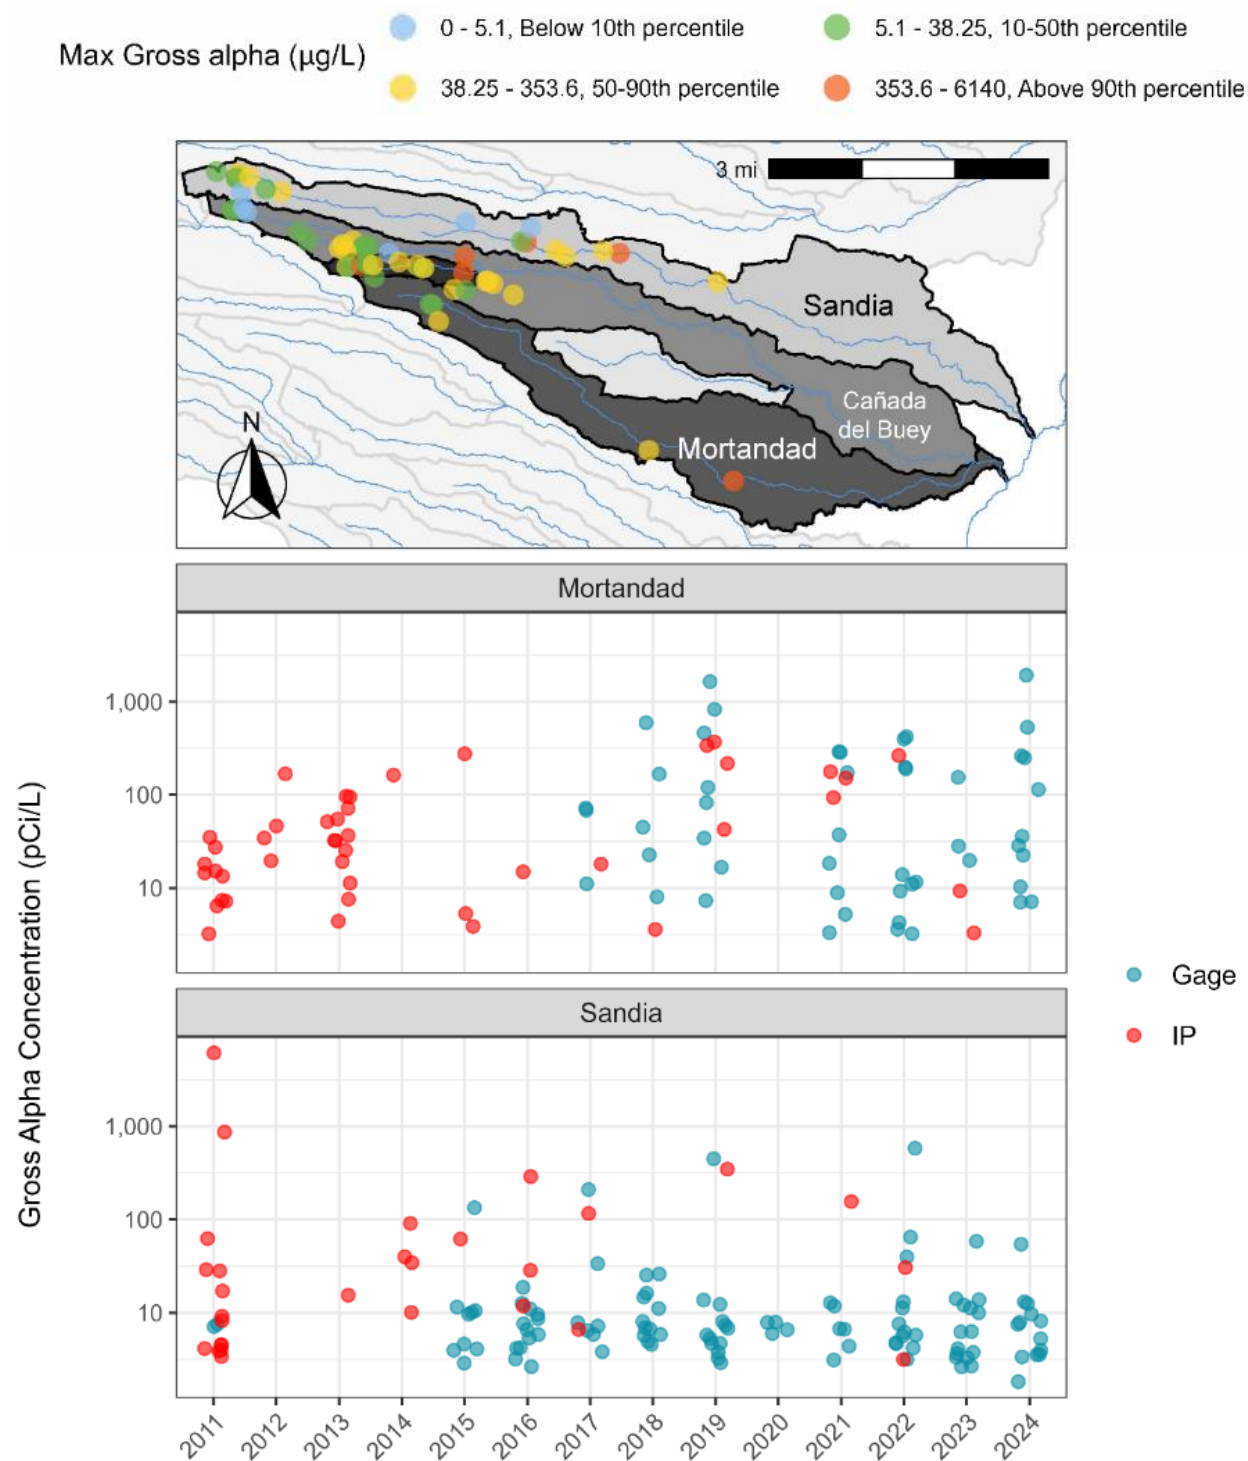 Max Gross alpha (µg/L)
0 - 5.1, Below 10th percentile
5.1 - 38.25, 10-50th percentile
38.25 - 353.6, 50-90th percentile
353.6 - 6140, Above 90th percentile
3 mi
Sandia
Cañada
del Buey
Mortandad
N
Mortandad
1,000
100
10
Sandia
1,000
100
10
Gross Alpha Concentration (pCi/L)
2011
2012
2013
2014
2015
2016
2017
2018
2019
2020
2021
2022
2023
2024
Gage
IP